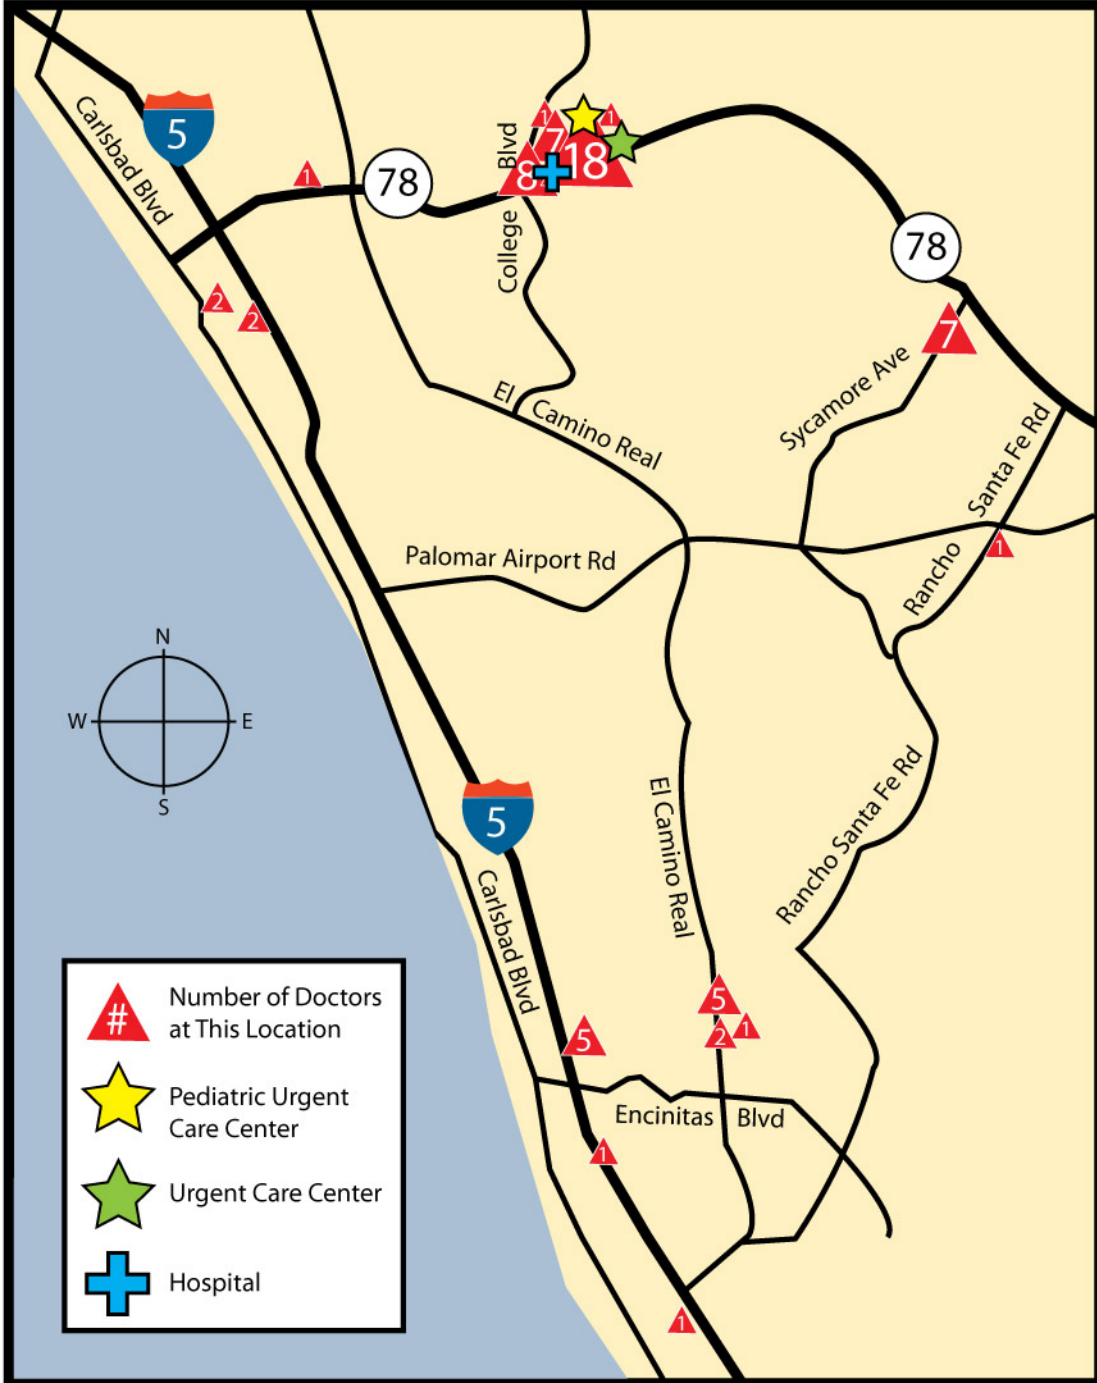 5
Carlsbad Blvd
1
78
College Blvd
1
7
8
18
1
78
2
2
7
El Camino Real
Sycamore Ave
Rancho Santa Fe Rd
1
Palomar Airport Rd
N
W
E
S
5
El Camino Real
Rancho Santa Fe Rd
Carlsbad Blvd
5
5
2
1
Encinitas Blvd
1
1
#
Number of Doctors
at This Location
Pediatric Urgent
Care Center
Urgent Care Center
Hospital